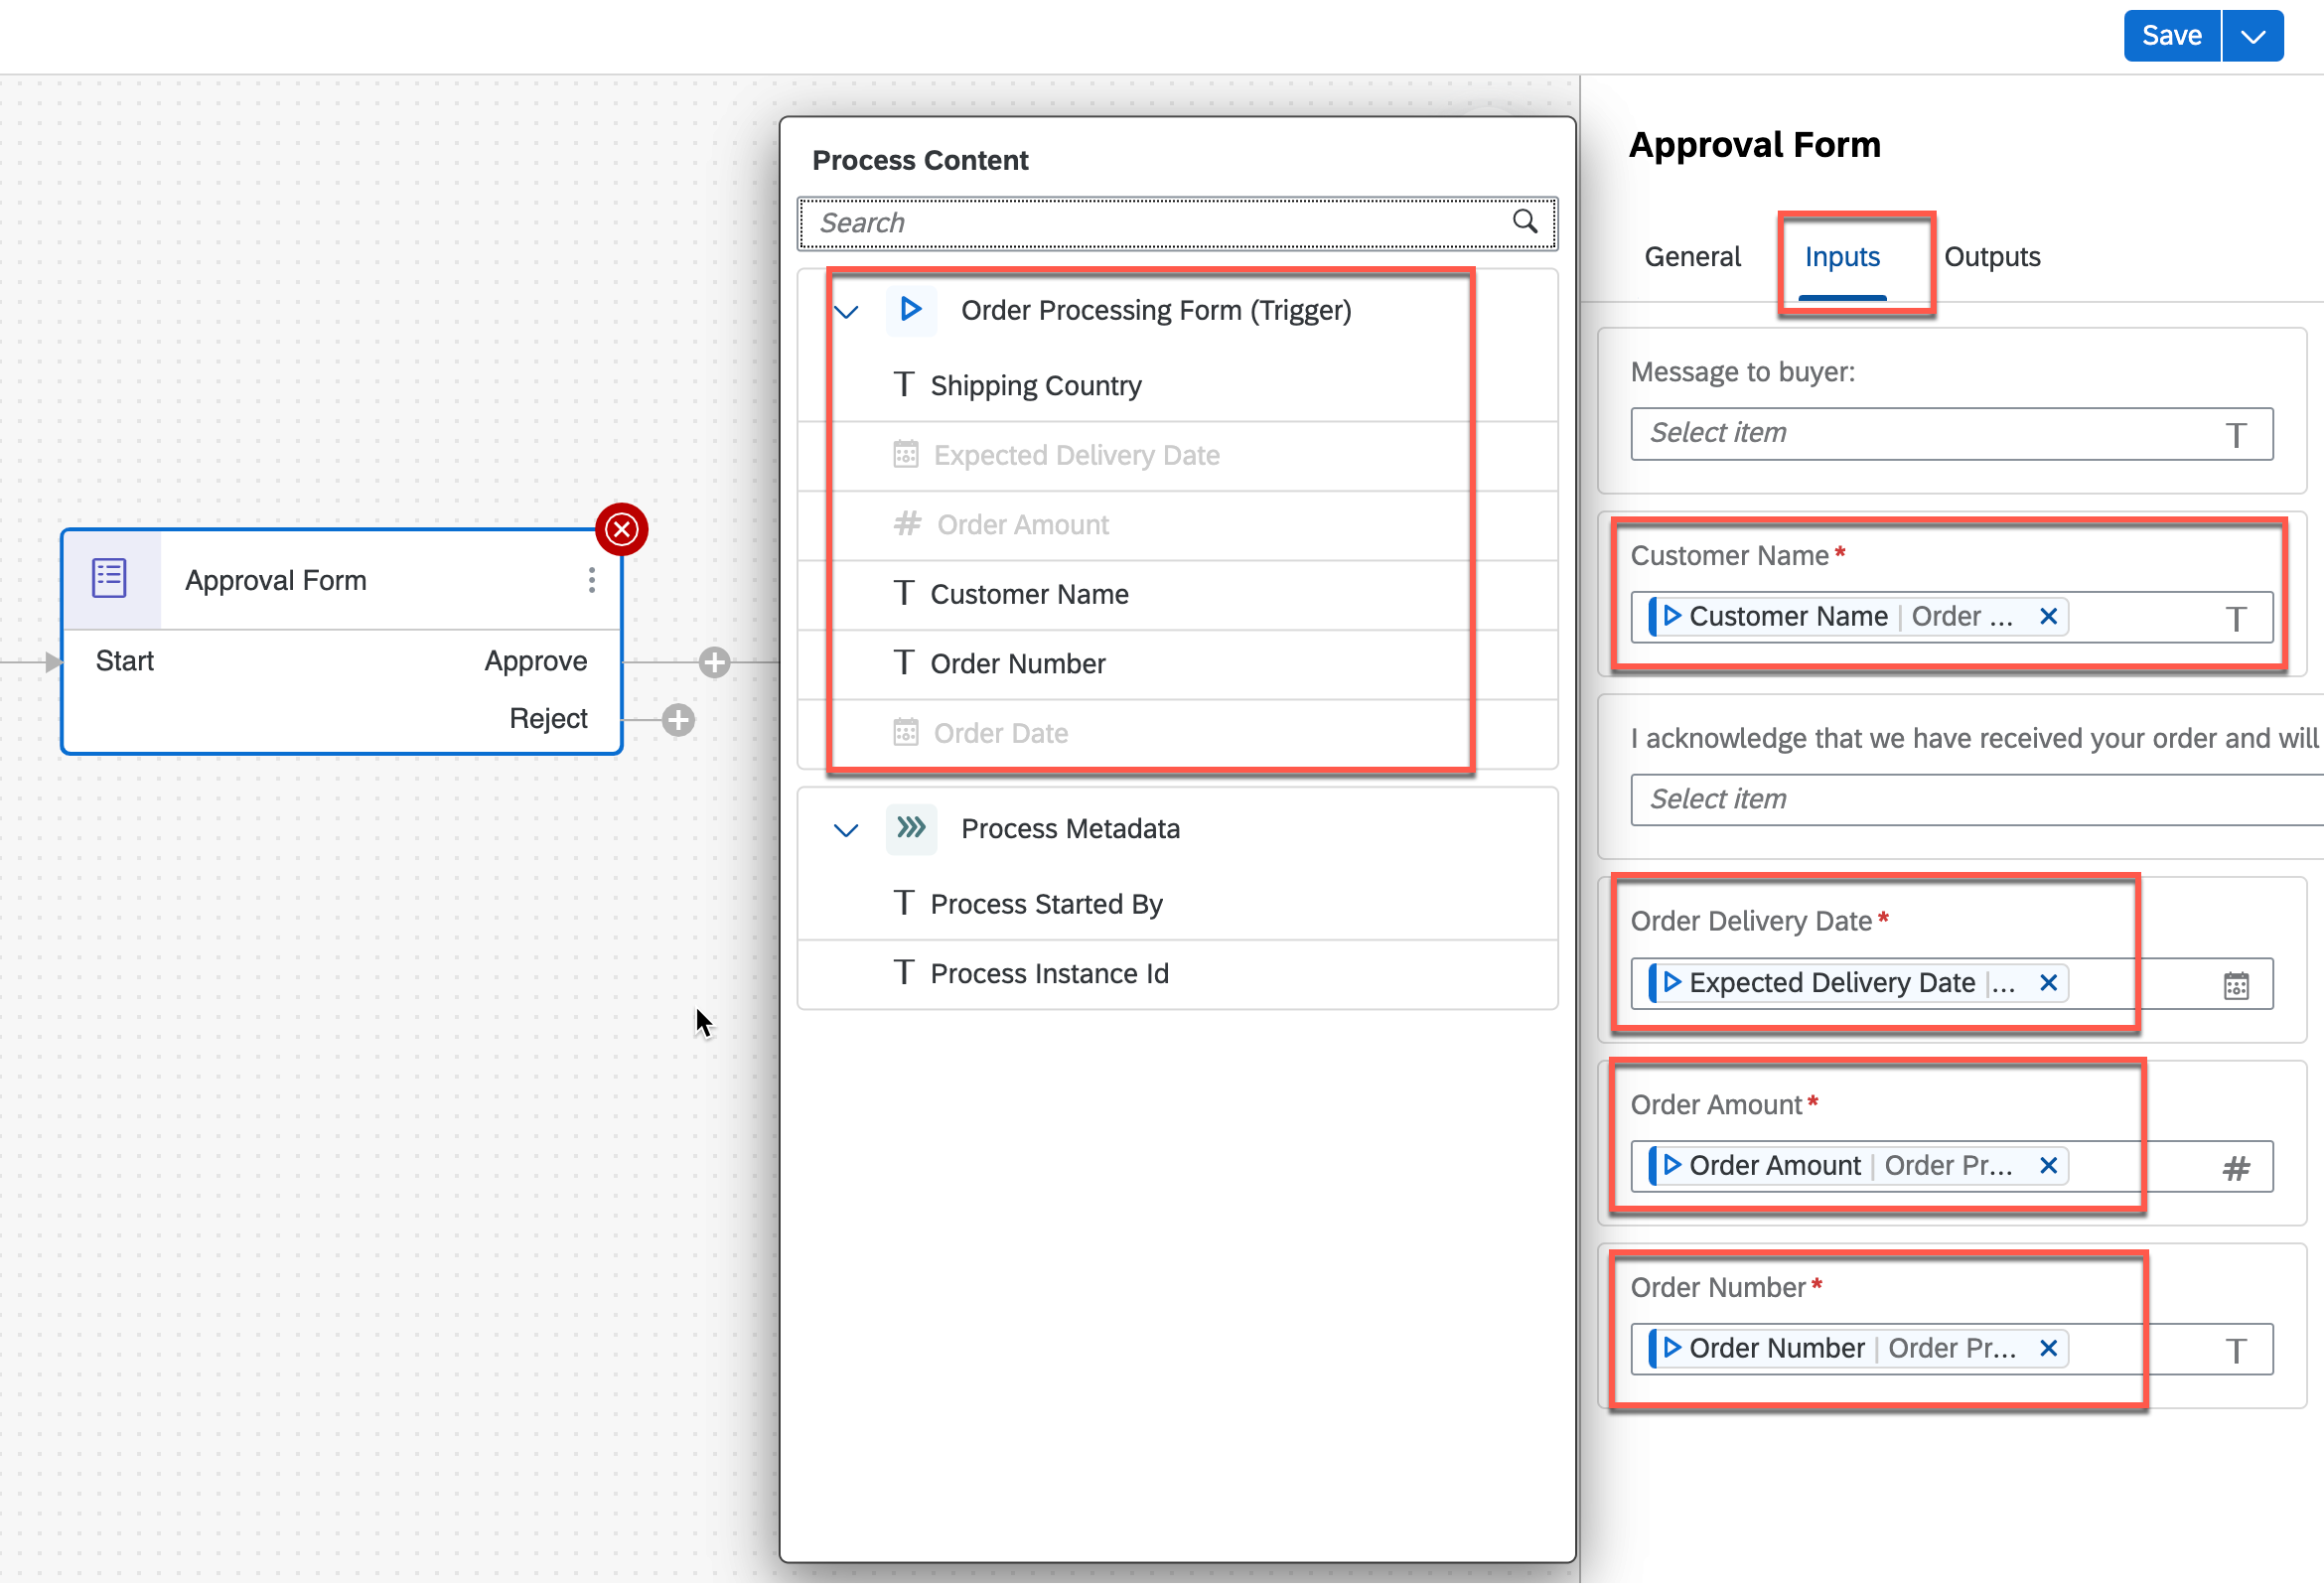 Save
Approval Form
Start
Approve
Reject
Process Content
Search
Order Processing Form (Trigger)
T Shipping Country
Expected Delivery Date
# Order Amount
T Customer Name
T Order Number
Order Date
Process Metadata
T Process Started By
T Process Instance Id
Approval Form
General Inputs Outputs
Message to buyer:
Select item T
Customer Name*
Customer Name | Order ... T
I acknowledge that we have received your order and will
Select item
Order Delivery Date*
Expected Delivery Date |...
Order Amount*
Order Amount | Order Pr... #
Order Number*
Order Number | Order Pr... T